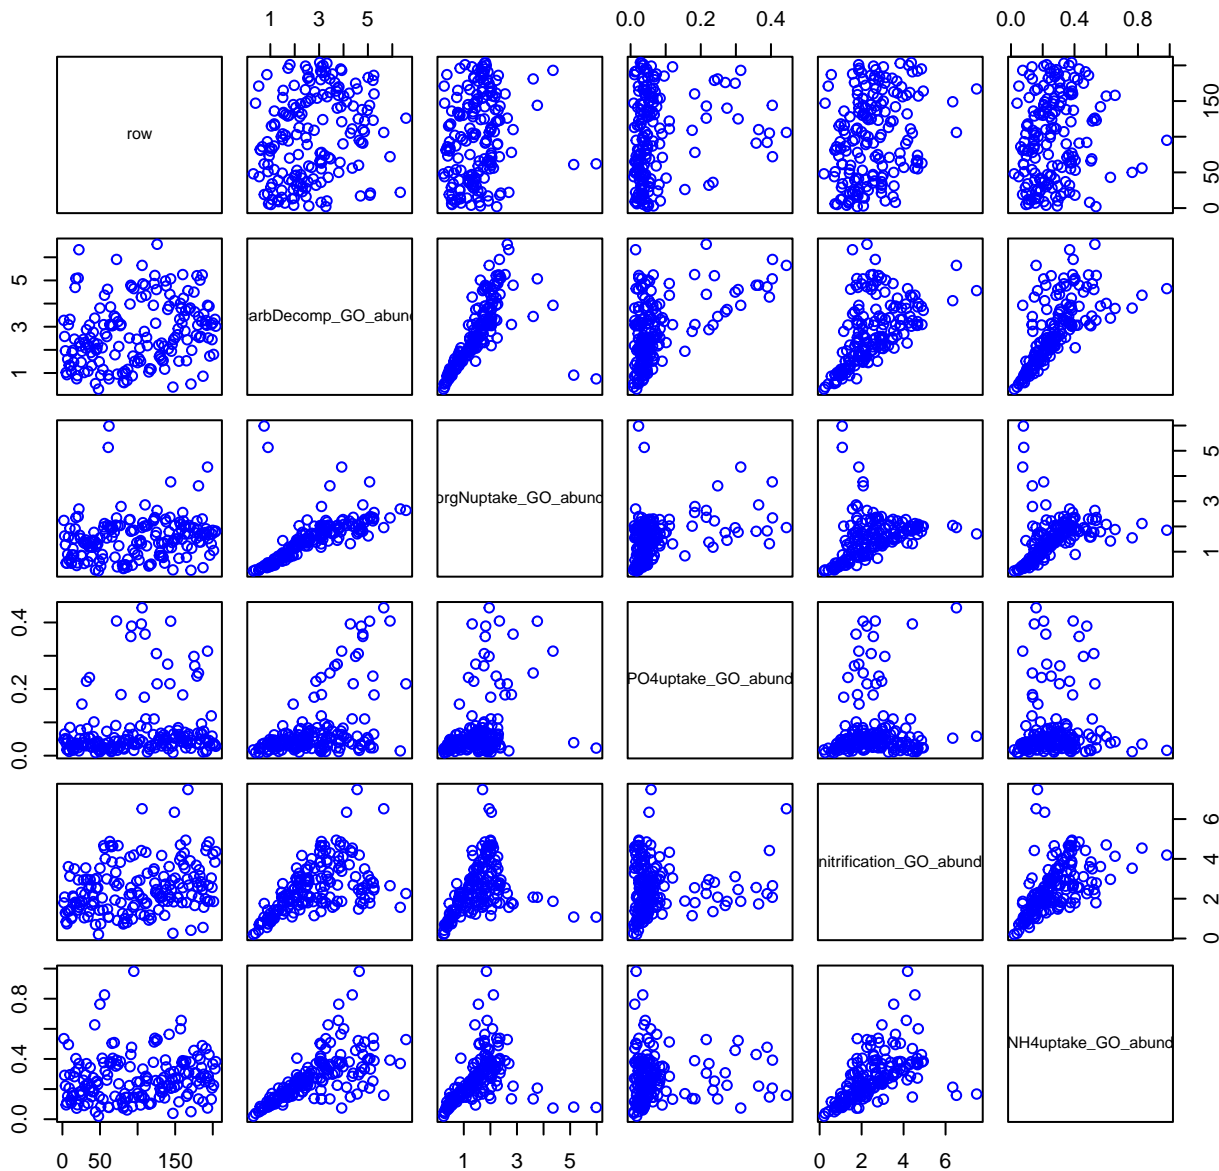 1 3 5
0.0 0.2 0.4
0.0 0.4 0.8
row
0 50 150
1 3 5
arbDecomp_GO_abund
orgNuptake_GO_abund
1 3 5
0.0 0.2 0.4
PO4uptake_GO_abund
nitrification_GO_abund
0 2 4 6
0.0 0.4 0.8
NH4uptake_GO_abund
0 50 150
1 3 5
0 2 4 6